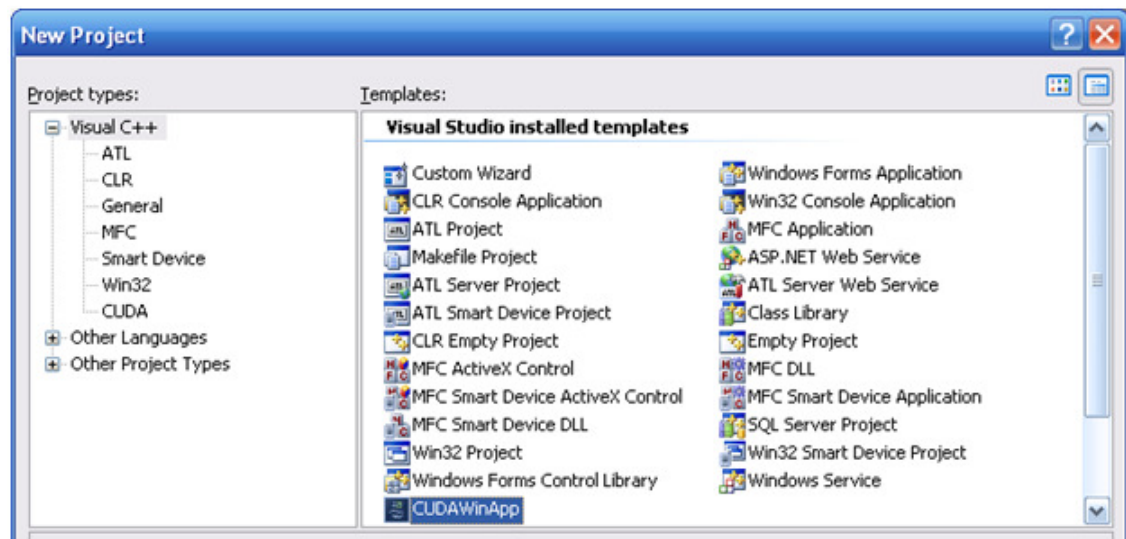 New Project
Project types:
Visual C++
ATL
CLR
General
MFC
Smart Device
Win32
CUDA
Other Languages
Other Project Types
Templates:
Visual Studio installed templates
Custom Wizard
Windows Forms Application
CLR Console Application
Win32 Console Application
ATL Project
MFC Application
Makefile Project
ASP.NET Web Service
ATL Server Project
ATL Server Web Service
ATL Smart Device Project
Class Library
CLR Empty Project
Empty Project
MFC ActiveX Control
MFC DLL
MFC Smart Device ActiveX Control
MFC Smart Device Application
MFC Smart Device DLL
SQL Server Project
Win32 Project
Win32 Smart Device Project
Windows Forms Control Library
Windows Service
CUDAWinApp